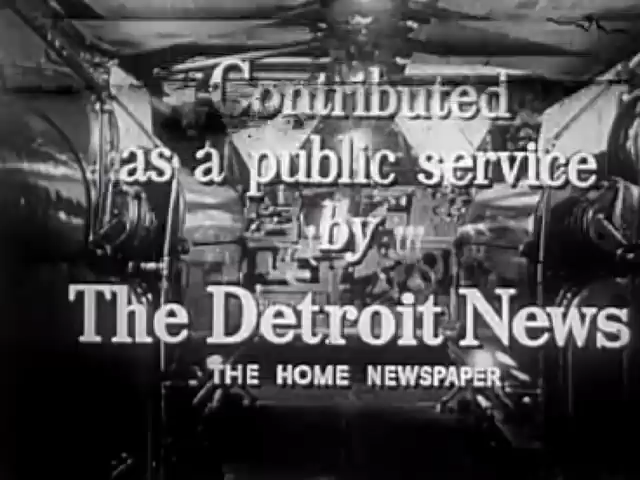 Contributed
as a public service
by
The Detroit News
THE HOME NEWSPAPER